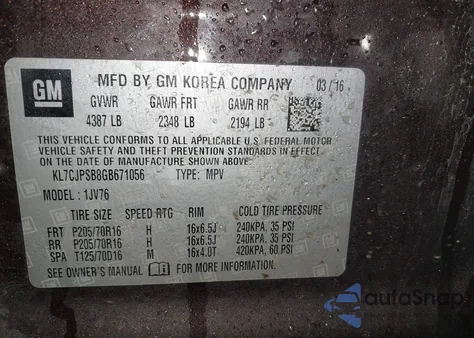 GM
MFD BY GM KOREA COMPANY 03/16
GVWR GAWR FRT GAWR RR
4387 LB 2348 LB 2194 LB
THIS VEHICLE CONFORMS TO ALL APPLICABLE U.S. FEDERAL MOTOR
VEHICLE SAFETY AND THEFT PREVENTION STANDARDS IN EFFECT ON
THE DATE OF MANUFACTURE SHOWN ABOVE.
KL7CJPSB8GB671056 TYPE: MPV
MODEL: 1JV76
TIRE SIZE SPEED RTG RIM COLD TIRE PRESSURE
FRT P205/70R16 H 16x6.5J 240KPA, 35 PSI
RR P205/70R16 H 16x6.5J 240KPA, 35 PSI
SPA T125/70D16 M 16x4.0T 420KPA, 60 PSI
SEE OWNER'S MANUAL FOR MORE INFORMATION
autoSnap